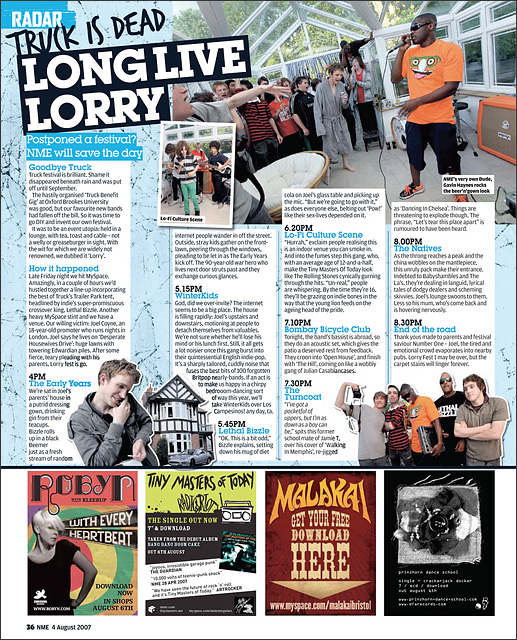 RADAR
TRUCK IS DEAD
LONG LIVE
LORRY
Postponed a festival?
NME will save the day
Goodbye Truck
Truck festival is brilliant. Shame it
disappeared beneath rain and was put
off until September.
The hastily organised 'Truck Benefit
Gig' at Oxford Brookes University
was good, but our favourite new bands
had fallen off the bill. So it was time to
go DIY and invent our own festival.
It was to be an event utopia: held in a
lounge, with tea, toast and cable – not
a welly or greaseburger in sight. With
the wit for which we are widely not
renowned, we dubbed it 'Lorry'.
How it happened
Late Friday night we hit MySpace.
Amazingly, in a couple of hours we'd
hustled together a line-up incorporating
the best of Truck's Trailer Park tent,
headed by indie's super-promiscuous
crossover king, Lethal Bizzle. Another
heavy MySpace stint and we have a
venue. Our willing victim: Joel Coyne, an
18-year-old promoter who runs nights in
London. Joel says he lives on 'Desperate
Housewives Drive': huge lawns with
towering Edwardian piles. After some
fierce, teary pleading with his
parents, Lorry fest is go.
4PM
The Early Years
We're sat in Joel's
parents' house in
a putrid dressing
gown, drinking
gin from their
teacups.
Bizzle rolls
up in a black
Beemer
just as a fresh
stream of random
Lo-Fi Culture Scene
internet people wander in off the street.
Outside, stray kids gather on the front
lawn, peering through the windows,
pleading to be let in as The Early Years
kick off. The 90-year-old war hero who
lives next door struts past and they
exchange curious glances.
5.15PM
WinterKids
God, did we over-invite? The internet
seems to be a big place. The house
is filling rapidly: Joel's upstairs and
downstairs, motioning at people to
detach themselves from valuables.
We're not sure whether he'll lose his
mind or his lunch first. Still, it all gets
a lot noisier once this gang burst into
their quintessential English indie-pop.
It's a sharply tailored, cuddly noise that
fuses the best bits of 100 forgotten
Britpop nearly-bands. If an act is
to make us happy in a chirpy
bedroom-dancing sort
of way this year, we'll
take WinterKids over Los
Campesinos! any day, ta.
5.45PM
Lethal Bizzle
"OK. This is a bit odd,"
Bizzle explains, setting
down his mug of diet
cola on Joel's glass table and picking up
the mic. "But we're going to go with it,"
as does everyone else, belting out 'Pow!'
like their sex-lives depended on it.
6.20PM
Lo-Fi Culture Scene
"Hurrah," exclaim people realising this
is an indoor venue you can smoke in,
and into the fumes step this gang, who,
with an average age of 12-and-a-half,
make the Tiny Masters Of Today look
like the Rolling Stones cynically gurning
through the hits. "Un-real," people
are whispering. By the time they're 16,
they'll be grazing on indie bones in the
way that the young lion feeds on the
ageing head of the pride.
7.10PM
Bombay Bicycle Club
Tonight, the band's bassist is abroad, so
they do an acoustic set, which gives the
patio a deserved rest from feedback.
They croon into 'Open House', and finish
with 'The Hill', coming on like a wobbly
gang of Julian Casablancases.
7.30PM
The
Turncoat
"I've got a
pocketful of
uppers, but I'm as
down as a boy can
be," spits this former
school mate of Jamie T,
over his cover of 'Walking
In Memphis', re-jigged
NME's very own Dude,
Gavin Haynes rocks
the beer'n'gown look
as 'Dancing In Chelsea'. Things are
threatening to explode though. The
phrase, "Let's tear this place apart" is
rumoured to have been heard.
8.00PM
The Natives
As the throng reaches a peak and the
china wobbles on the mantlepiece,
this unruly pack make their entrance.
Indebted to Babyshambles and The
La's, they're dealing in languid, lyrical
tales of dodgy dealers and scheming
skivvies. Joel's lounge swoons to them.
Less so his mum, who's come back and
is hovering nervously.
8.30PM
End of the road
Thank yous made to parents and festival
saviour Number One – Joel, the tired and
emotional crowd evaporates into nearby
pubs. Lorry Fest I may be over, but the
carpet stains will linger forever.
ROBYN
WITH KLEERUP
WITH EVERY
HEARTBEAT
DOWNLOAD
NOW
IN SHOPS
AUGUST 6TH
WWW.ROBYN.COM
TINY MASTERS OF TODAY
THE SINGLE OUT NOW
7" & DOWNLOAD
TAKEN FROM THE DEBUT ALBUM
BANG BANG BOOM CAKE
OUT 6TH AUGUST
"joyous, irresistible garage punk"
THE GUARDIAN
"10,000 volts of teenie-punk shock"
NME 28 APR 2007
"We have seen the future of rock 'n' roll
and it's Tiny Masters of Today." ARTROCKER
MALAKAI
GET YOUR FREE
DOWNLOAD
HERE
www.myspace.com/malakaibristol
prinzhorn dance school
single - crackerjack docker
7 / ecd / download
out august 6th
www.prinzhorn-dance-school.com
www.dfarecords.com
36 NME 4 August 2007